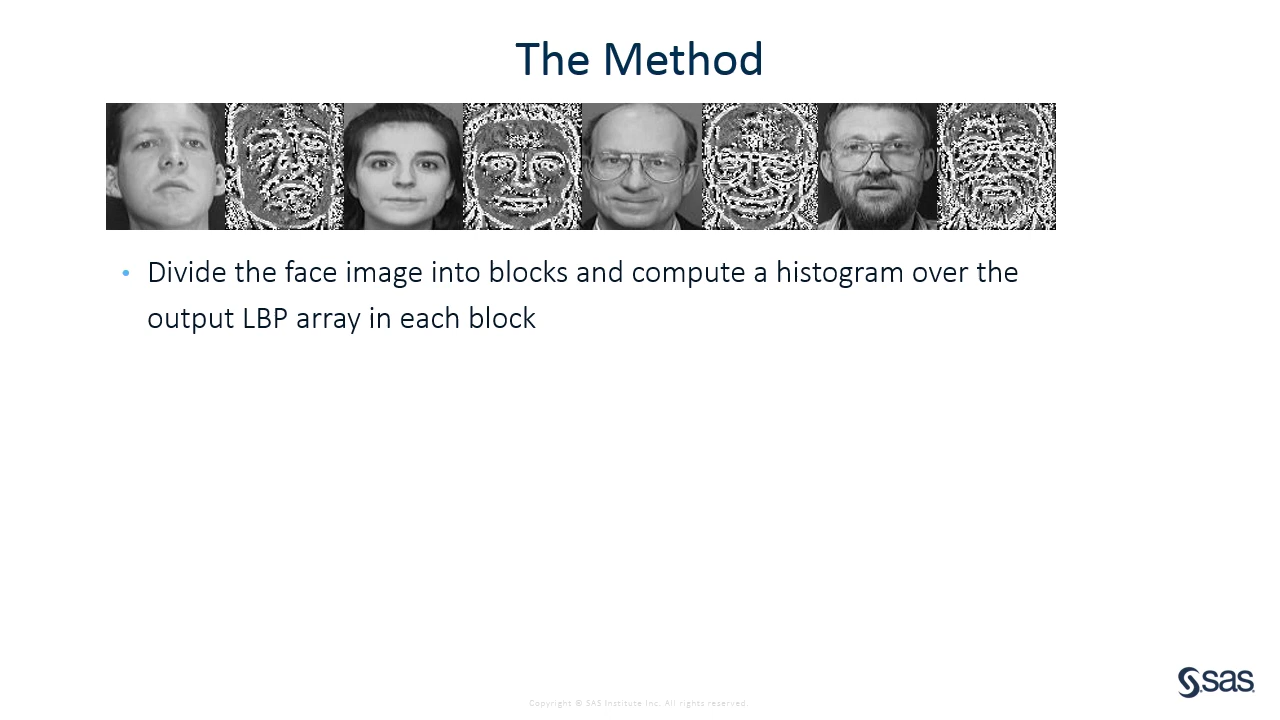 The Method
• Divide the face image into blocks and compute a histogram over the
output LBP array in each block
sas
Copyright © SAS Institute Inc. All rights reserved.